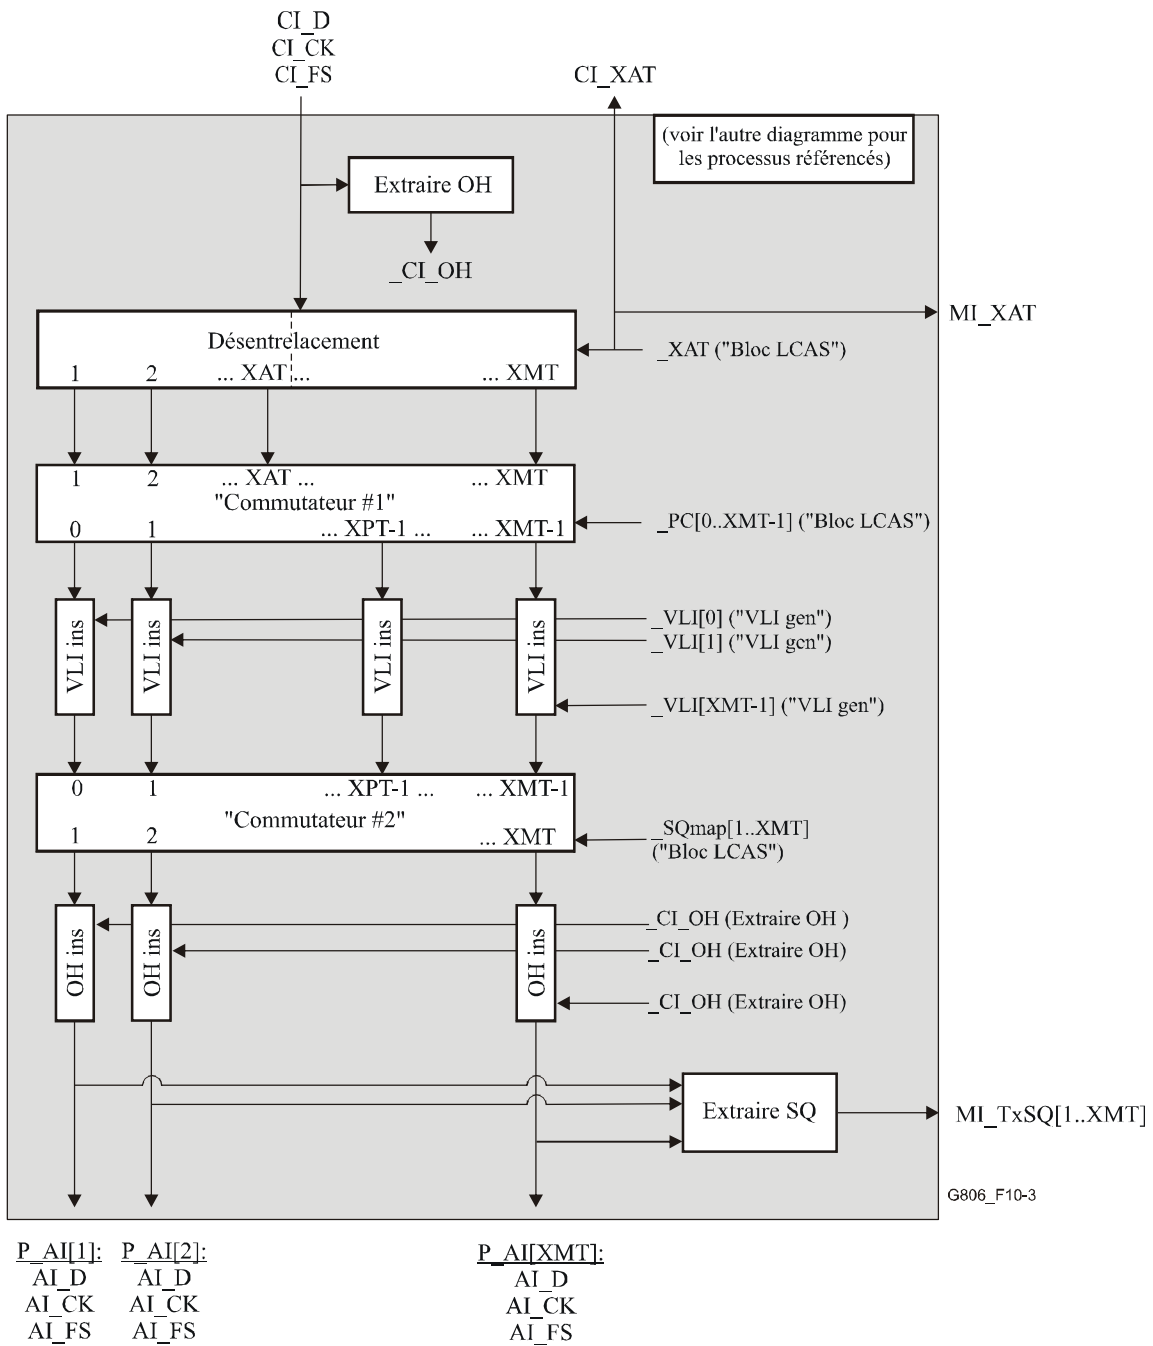 CI_D
CI_CK
CI_FS
CI_XAT
(voir l'autre diagramme pour
les processus référencés)
Extraire OH
_CI_OH
MI_XAT
Désentrelacement
_XAT ("Bloc LCAS")
1 2 ... XAT ... ... XMT
1 2 ... XAT ... ... XMT
"Commutateur #1"
_PC[0..XMT-1] ("Bloc LCAS")
0 1 ... XPT-1 ... ... XMT-1
VLI ins VLI ins VLI ins VLI ins
_VLI[0] ("VLI gen")
_VLI[1] ("VLI gen")
_VLI[XMT-1] ("VLI gen")
0 1 ... XPT-1 ... ... XMT-1
"Commutateur #2"
1 2 ... XMT
_SQmap[1..XMT]
("Bloc LCAS")
OH ins OH ins OH ins
_CI_OH (Extraire OH )
_CI_OH (Extraire OH)
_CI_OH (Extraire OH)
Extraire SQ
MI_TxSQ[1..XMT]
G806_F10-3
P_AI[1]: P_AI[2]: P_AI[XMT]:
AI_D AI_D AI_D
AI_CK AI_CK AI_CK
AI_FS AI_FS AI_FS